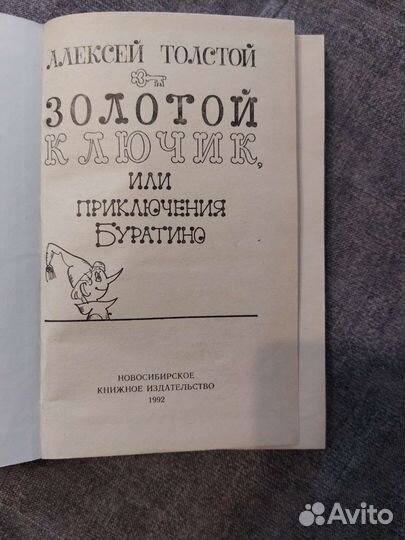 АЛЕКСЕЙ ТОЛСТОЙ
ЗОЛОТОЙ
КЛЮЧИК,
ИЛИ
ПРИКЛЮЧЕНИЯ
БУРАТИНО
НОВОСИБИРСКОЕ
КНИЖНОЕ ИЗДАТЕЛЬСТВО
1992
Avito